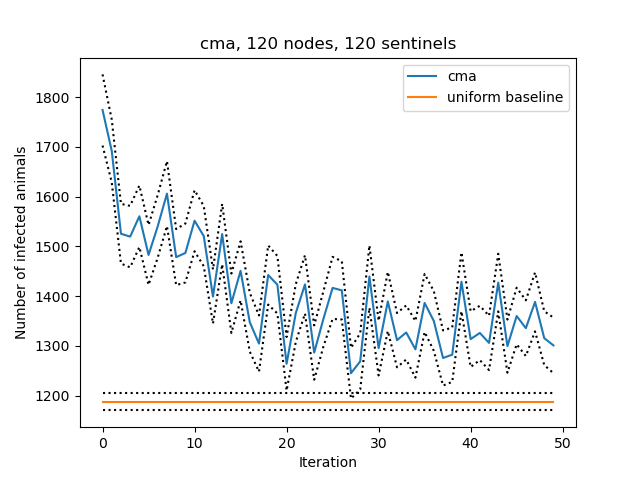 cma, 120 nodes, 120 sentinels
cma
uniform baseline
Number of infected animals
1800
1700
1600
1500
1400
1300
1200
0 10 20 30 40 50
Iteration